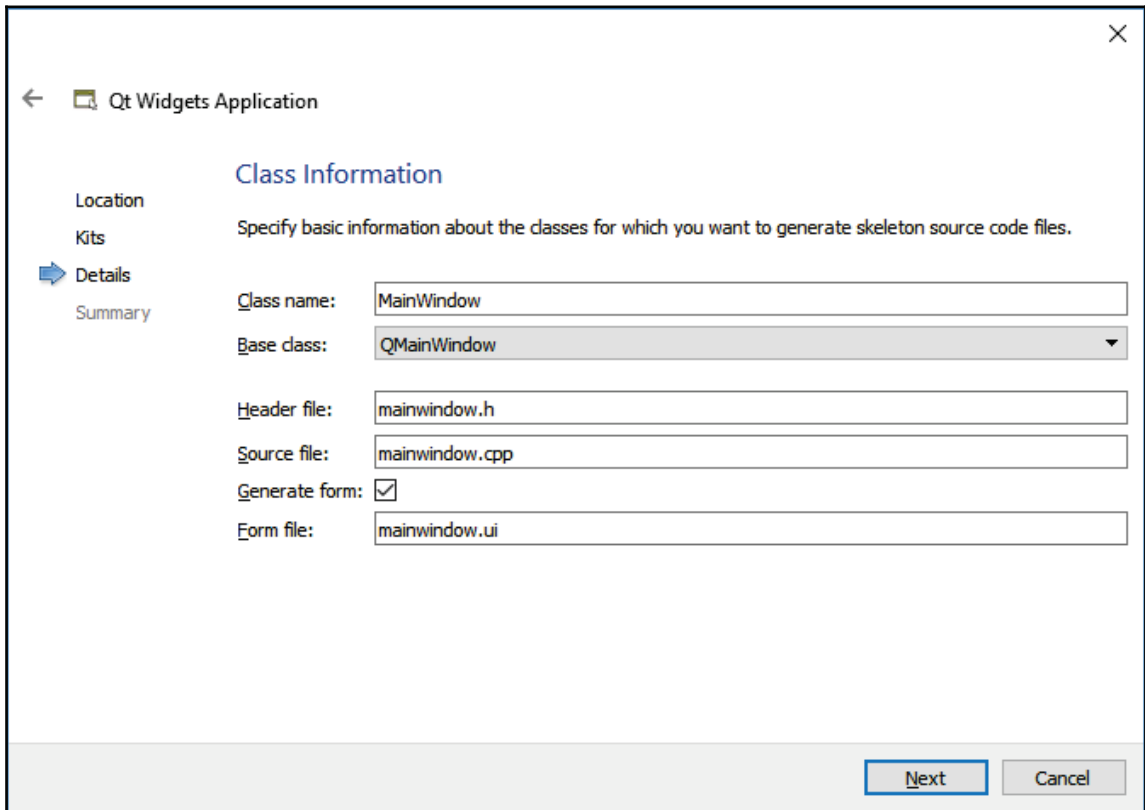 Qt Widgets Application
Class Information
Location
Kits
Details
Summary
Specify basic information about the classes for which you want to generate skeleton source code files.
Class name: MainWindow
Base class: QMainWindow
Header file: mainwindow.h
Source file: mainwindow.cpp
Generate form:
Form file: mainwindow.ui
Next Cancel